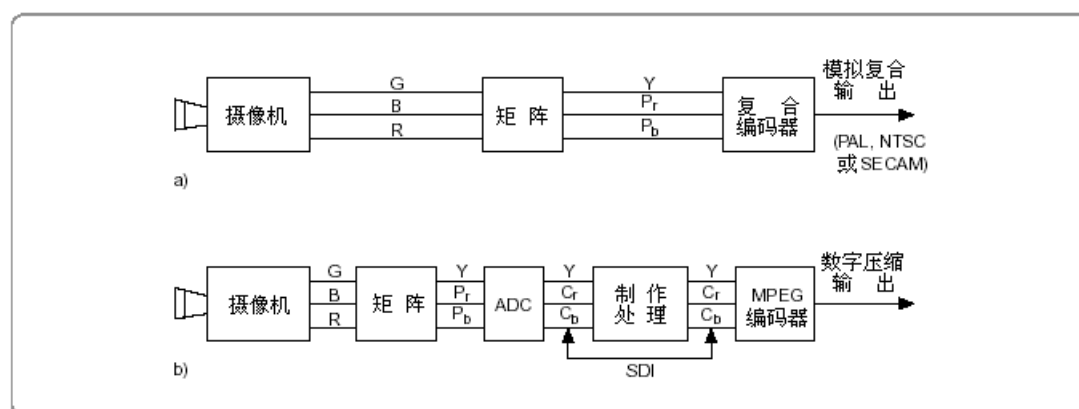 G
B
R
Y
Pr
Pb
摄像机
矩 阵
复 合
编码器
模拟复合
输 出
(PAL, NTSC
或 SECAM)
a)
G
B
R
Y
Pr
Pb
Y
Cr
Cb
Y
Cr
Cb
摄像机
矩 阵
ADC
制 作
处 理
MPEG
编码器
数字压缩
输 出
SDI
b)